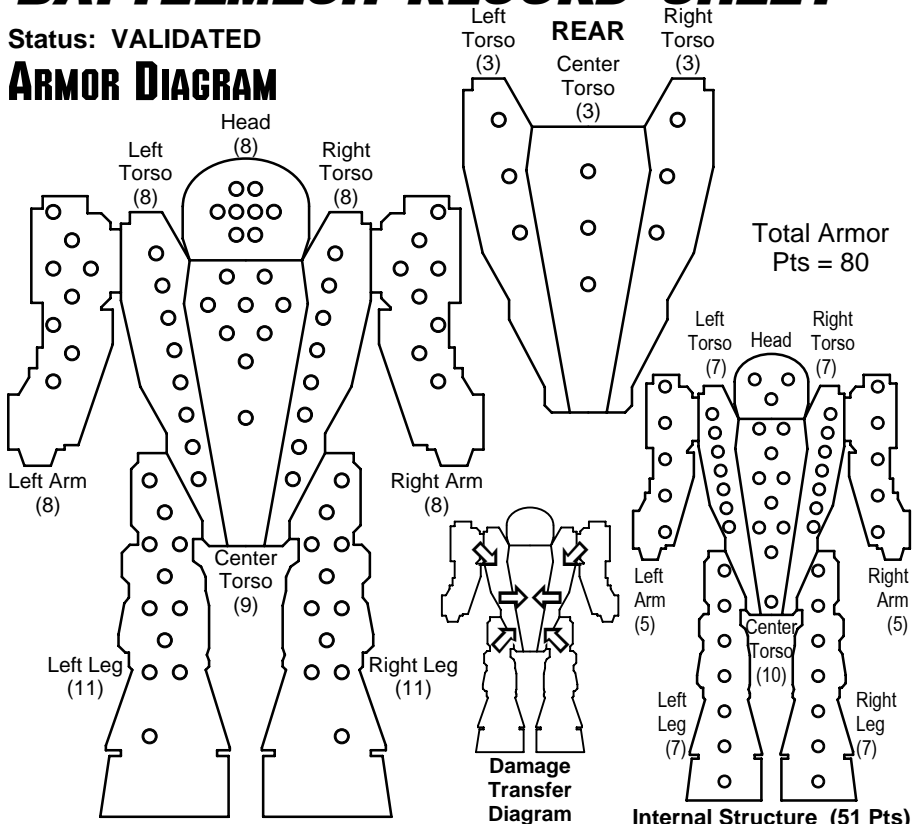 BATTLEMECH RECORD SHEET
Status: VALIDATED
ARMOR DIAGRAM
Left
Torso
(3)
REAR
Center
Torso
(3)
Right
Torso
(3)
Head
(8)
Left
Torso
(8)
Right
Torso
(8)
Total Armor
Pts = 80
Left Arm
(8)
Right Arm
(8)
Center
Torso
(9)
Left Leg
(11)
Right Leg
(11)
Damage
Transfer
Diagram
Left
Torso
(7)
Head
Right
Torso
(7)
Left
Arm
(5)
Right
Arm
(5)
Center
Torso
(10)
Left
Leg
(7)
Right
Leg
(7)
Internal Structure (51 Pts)